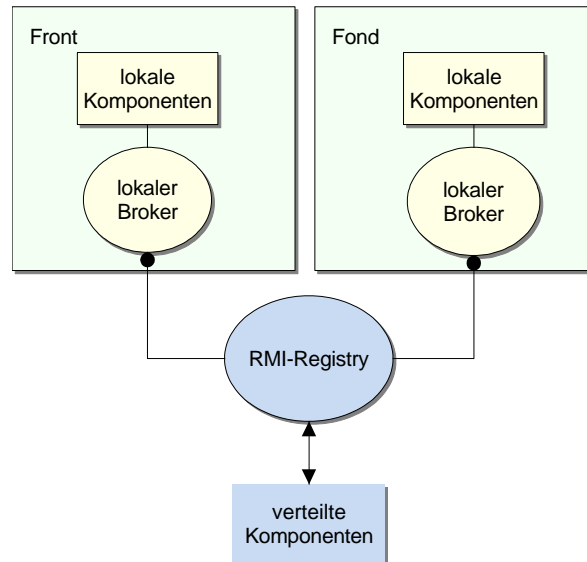 Front
lokale
Komponenten
lokaler
Broker
Fond
lokale
Komponenten
lokaler
Broker
RMI-Registry
verteilte
Komponenten